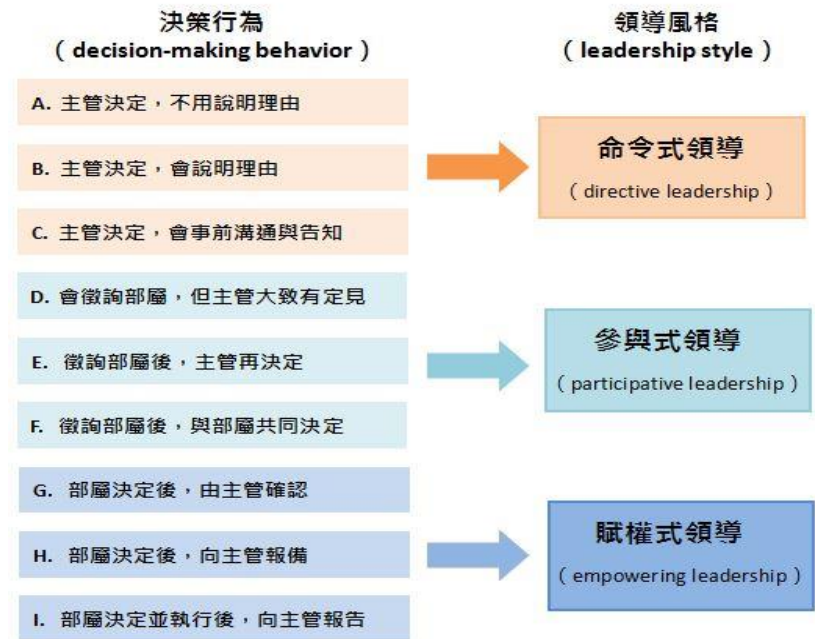 決策行為
（decision-making behavior）
領導風格
（leadership style）
A. 主管決定，不用說明理由
B. 主管決定，會說明理由
C. 主管決定，會事前溝通與告知
命令式領導
（directive leadership）
D. 會徵詢部屬，但主管大致有定見
E. 徵詢部屬後，主管再決定
F. 徵詢部屬後，與部屬共同決定
參與式領導
（participative leadership）
G. 部屬決定後，由主管確認
H. 部屬決定後，向主管報備
I. 部屬決定並執行後，向主管報告
賦權式領導
（empowering leadership）